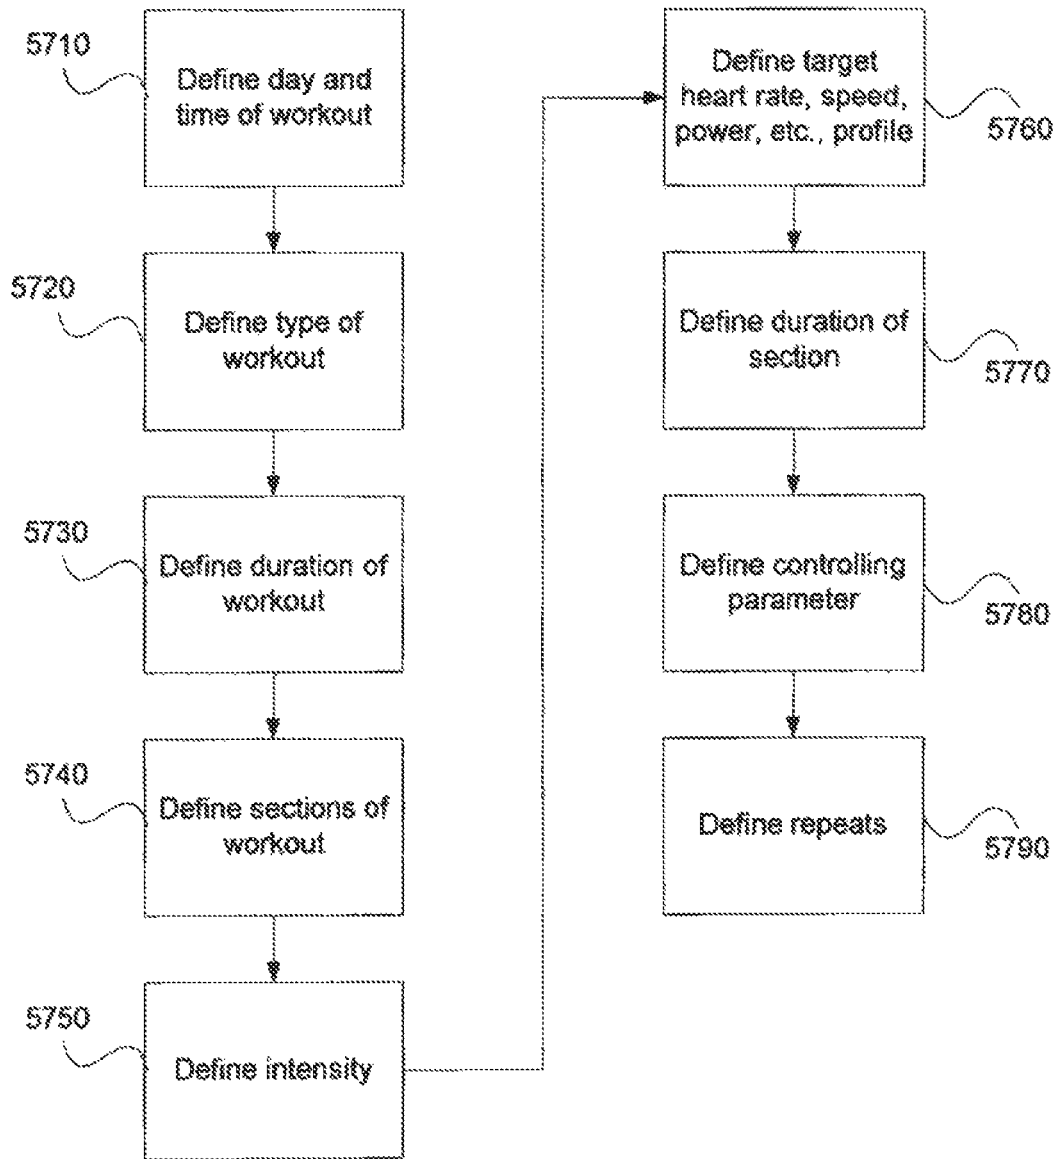 5710
Define day and
time of workout
5720
Define type of
workout
5730
Define duration of
workout
5740
Define sections of
workout
5750
Define intensity
Define target
heart rate, speed,
power, etc., profile
5760
Define duration of
section
5770
Define controlling
parameter
5780
Define repeats
5790